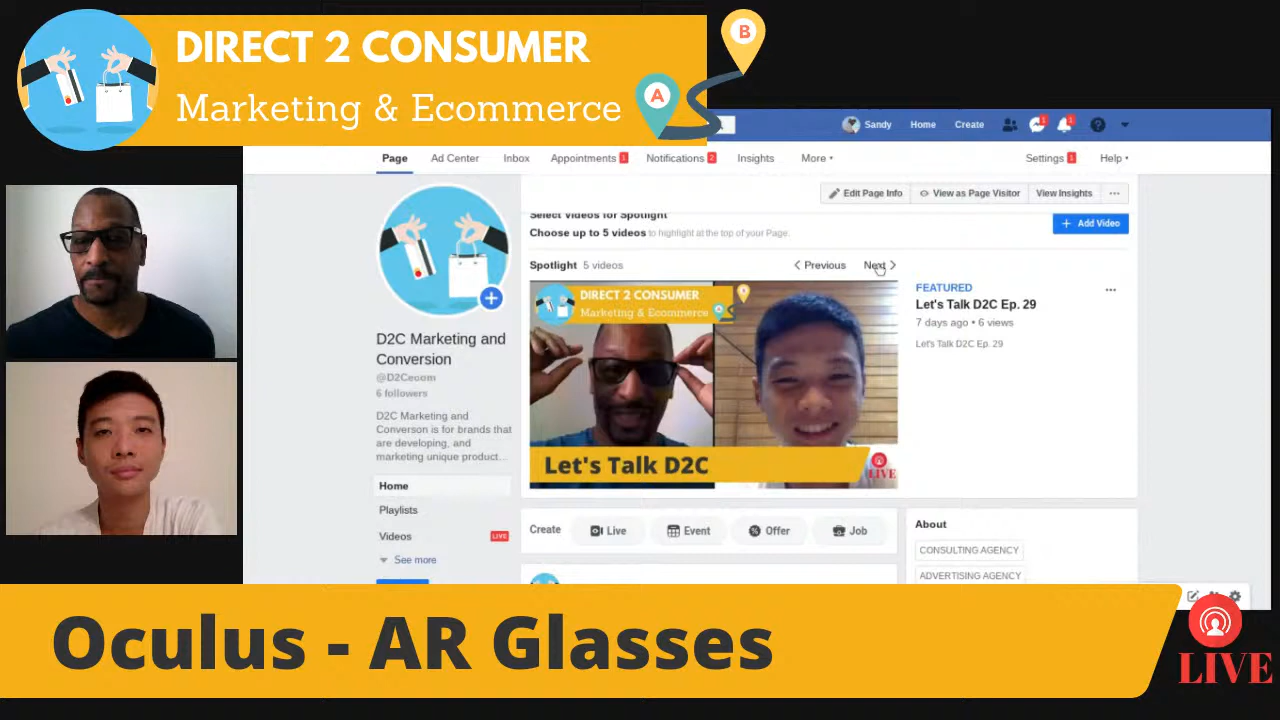 DIRECT 2 CONSUMER
Marketing & Ecommerce
A
B
Sandy Home Create 1 1
Page Ad Center Inbox Appointments 1 Notifications 2 Insights More Settings 1 Help
Edit Page Info View as Page Visitor View Insights ...
Select Videos for Spotlight
Choose up to 5 videos to highlight at the top of your Page.
+ Add Video
Spotlight 5 videos
Previous Next
DIRECT 2 CONSUMER
Marketing & Ecommerce
Let's Talk D2C
LIVE
FEATURED
Let's Talk D2C Ep. 29
7 days ago • 6 views
Let's Talk D2C Ep. 29
D2C Marketing and
Conversion
@D2Ceoom
6 followers
D2C Marketing and
Converson is for brands that
are developing, and
marketing unique product...
Home
Playlists
Videos LIVE
See more
Create Live Event Offer Job
About
CONSULTING AGENCY
ADVERTISING AGENCY
Oculus - AR Glasses
LIVE